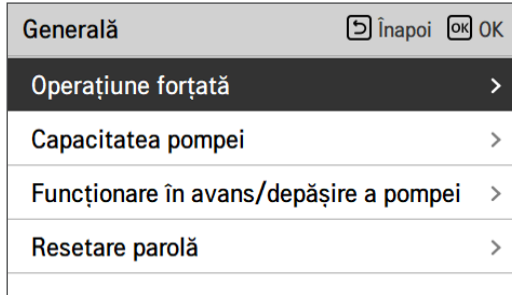 Generală Înapoi OK OK
Operațiune forțată >
Capacitatea pompei >
Funcționare în avans/depășire a pompei >
Resetare parolă >